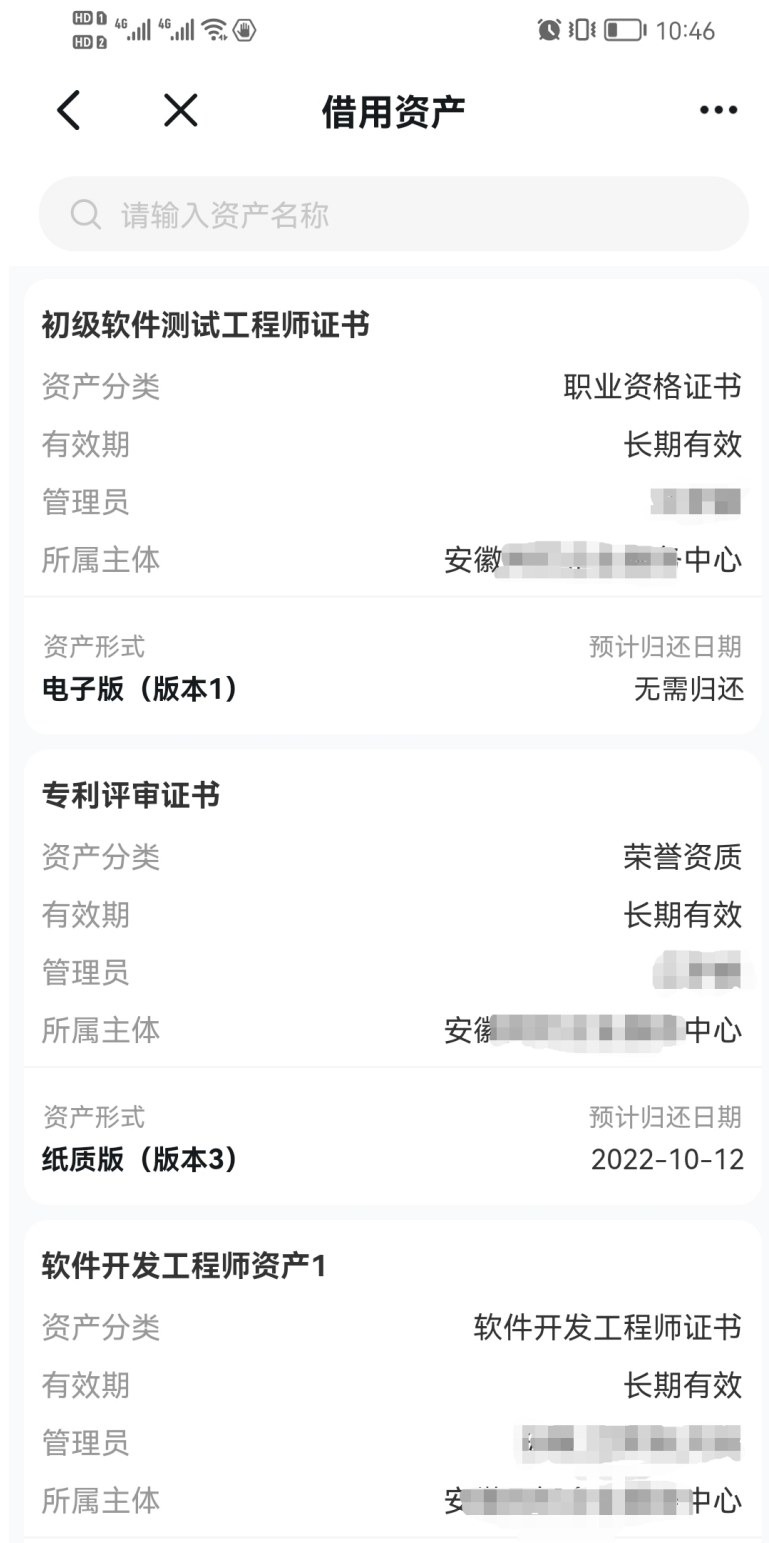 HD 1 4G 4G 10:46
HD 2
借用资产
请输入资产名称
初级软件测试工程师证书
资产分类 职业资格证书
有效期 长期有效
管理员
所属主体 安徽 中心
资产形式 预计归还日期
电子版（版本1） 无需归还
专利评审证书
资产分类 荣誉资质
有效期 长期有效
管理员
所属主体 安徽 中心
资产形式 预计归还日期
纸质版（版本3） 2022-10-12
软件开发工程师资产1
资产分类 软件开发工程师证书
有效期 长期有效
管理员
所属主体 安 中心